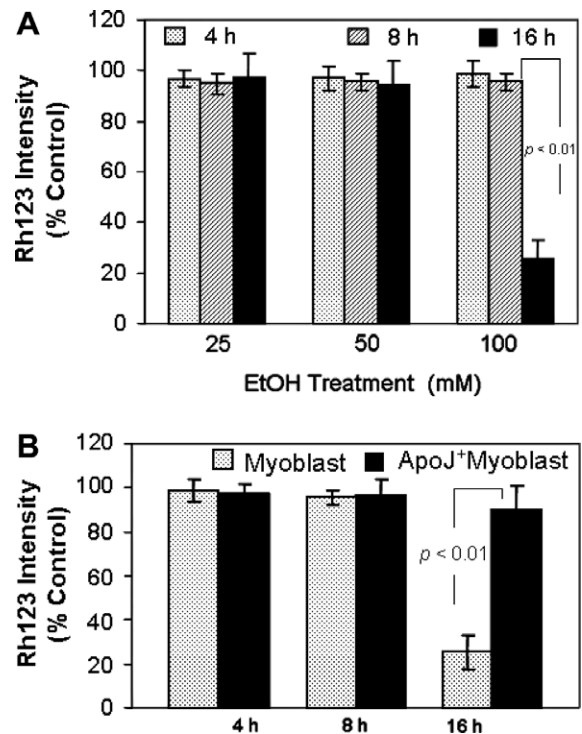 A
120
100
80
60
40
20
0
Rh123 Intensity
(% Control)
4 h 8 h 16 h
p < 0.01
25 50 100
EtOH Treatment (mM)
B
120
100
80
60
40
20
0
Rh123 Intensity
(% Control)
Myoblast ApoJ⁺Myoblast
p < 0.01
4 h 8 h 16 h